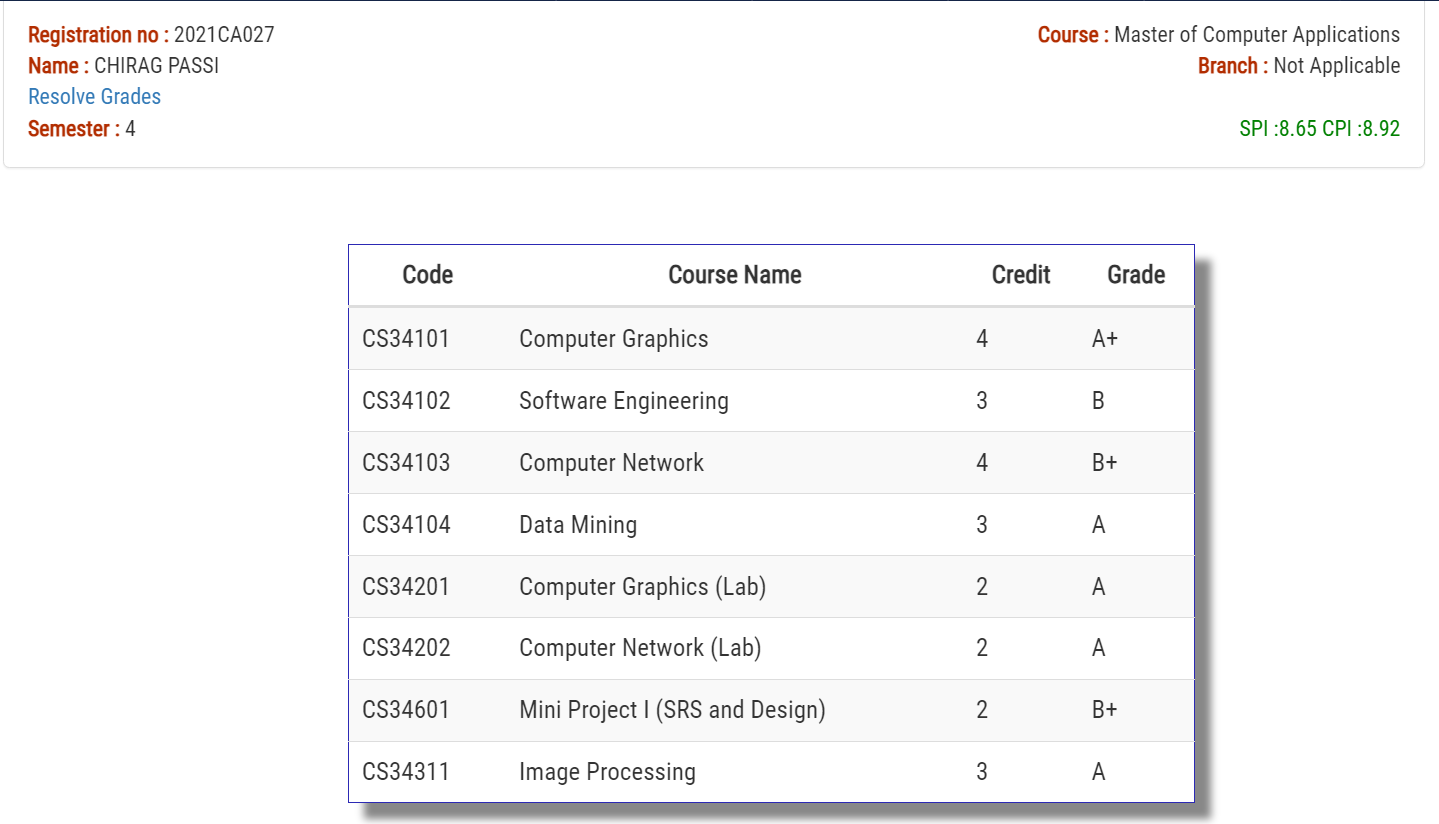 Registration no : 2021CA027
Course : Master of Computer Applications
Name : CHIRAG PASSI
Branch : Not Applicable
Resolve Grades
Semester : 4
SPI :8.65 CPI :8.92
Code Course Name Credit Grade
CS34101 Computer Graphics 4 A+
CS34102 Software Engineering 3 B
CS34103 Computer Network 4 B+
CS34104 Data Mining 3 A
CS34201 Computer Graphics (Lab) 2 A
CS34202 Computer Network (Lab) 2 A
CS34601 Mini Project I (SRS and Design) 2 B+
CS34311 Image Processing 3 A